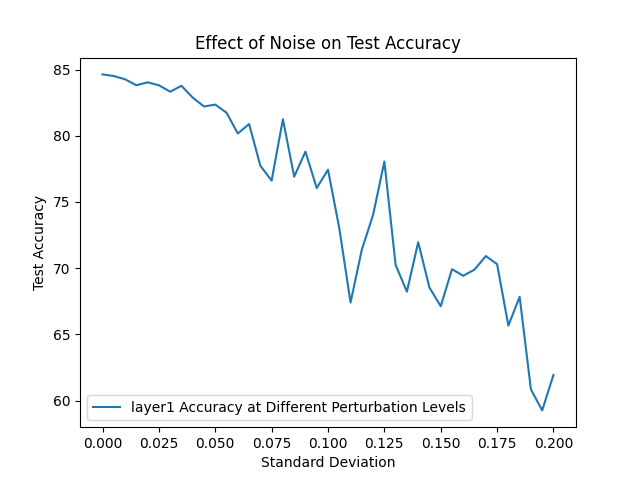 Effect of Noise on Test Accuracy
85
80
75
70
65
60
Test Accuracy
layer1 Accuracy at Different Perturbation Levels
0.000 0.025 0.050 0.075 0.100 0.125 0.150 0.175 0.200
Standard Deviation